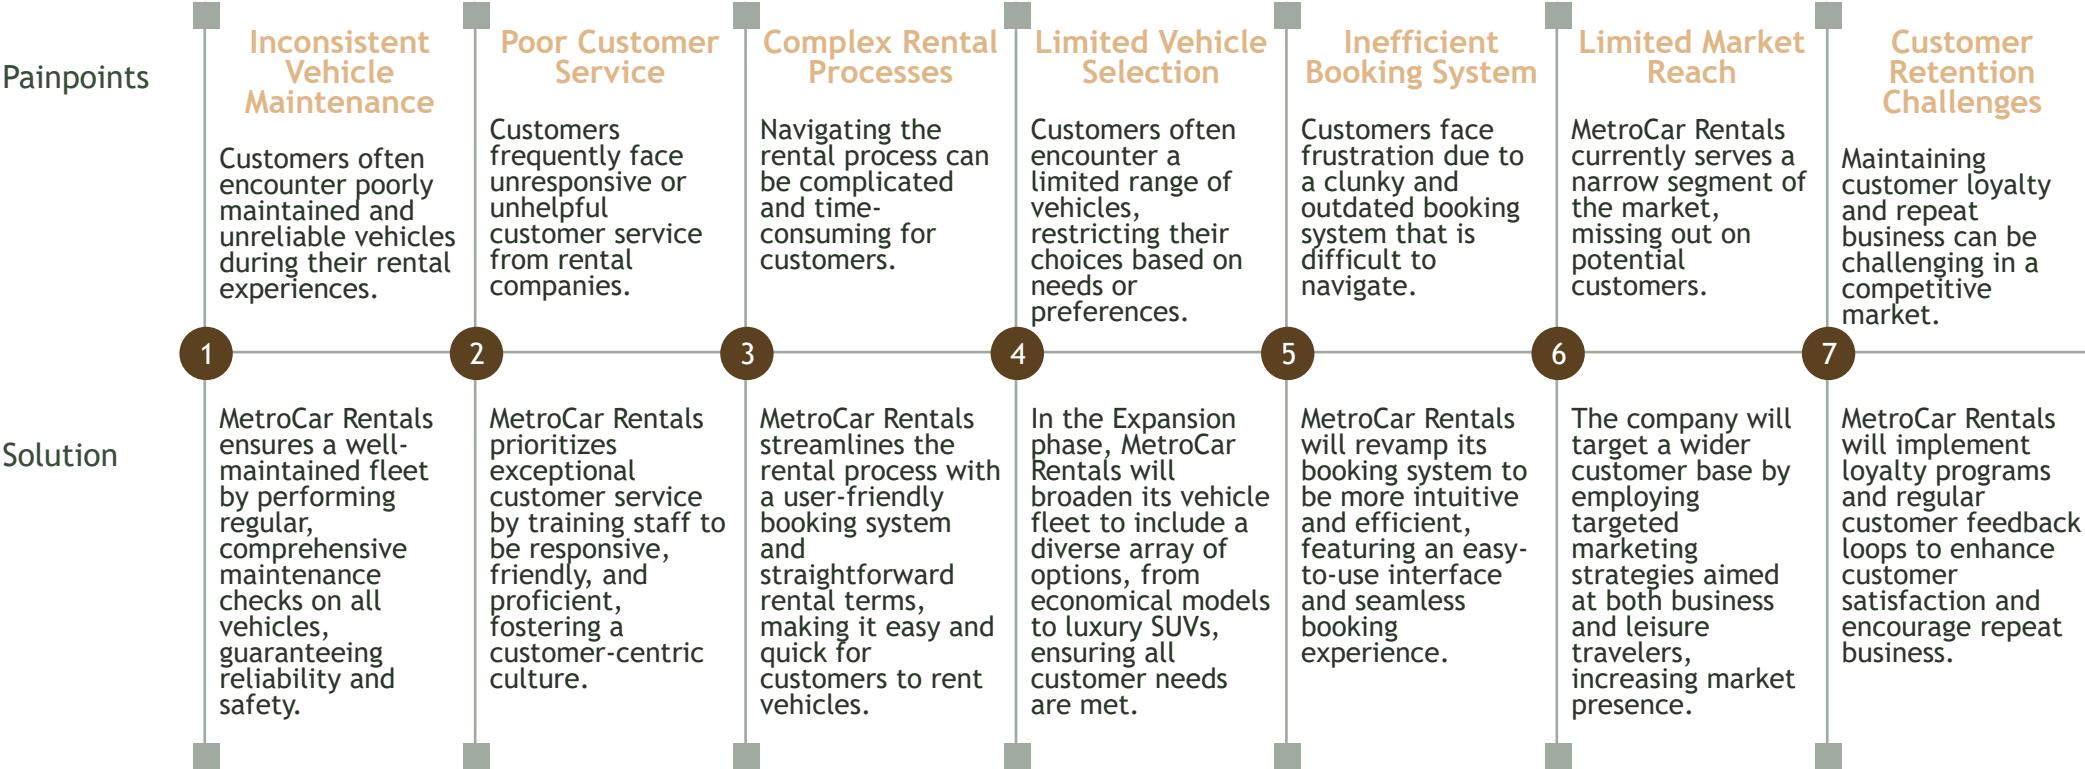 Painpoints
Inconsistent
Vehicle
Maintenance
Customers often
encounter poorly
maintained and
unreliable vehicles
during their rental
experiences.
Poor Customer
Service
Customers
frequently face
unresponsive or
unhelpful
customer service
from rental
companies.
Complex Rental
Processes
Navigating the
rental process can
be complicated
and time-
consuming for
customers.
Limited Vehicle
Selection
Customers often
encounter a
limited range of
vehicles,
restricting their
choices based on
needs or
preferences.
Inefficient
Booking System
Customers face
frustration due to
a clunky and
outdated booking
system that is
difficult to
navigate.
Limited Market
Reach
MetroCar Rentals
currently serves a
narrow segment of
the market,
missing out on
potential
customers.
Customer
Retention
Challenges
Maintaining
customer loyalty
and repeat
business can be
challenging in a
competitive
market.
1
2
3
4
5
6
7
Solution
MetroCar Rentals
ensures a well-
maintained fleet
by performing
regular,
comprehensive
maintenance
checks on all
vehicles,
guaranteeing
reliability and
safety.
MetroCar Rentals
prioritizes
exceptional
customer service
by training staff to
be responsive,
friendly, and
proficient,
fostering a
customer-centric
culture.
MetroCar Rentals
streamlines the
rental process with
a user-friendly
booking system
and
straightforward
rental terms,
making it easy and
quick for
customers to rent
vehicles.
In the Expansion
phase, MetroCar
Rentals will
broaden its vehicle
fleet to include a
diverse array of
options, from
economical models
to luxury SUVs,
ensuring all
customer needs
are met.
MetroCar Rentals
will revamp its
booking system to
be more intuitive
and efficient,
featuring an easy-
to-use interface
and seamless
booking
experience.
The company will
target a wider
customer base by
employing
targeted
marketing
strategies aimed
at both business
and leisure
travelers,
increasing market
presence.
MetroCar Rentals
will implement
loyalty programs
and regular
customer feedback
loops to enhance
customer
satisfaction and
encourage repeat
business.